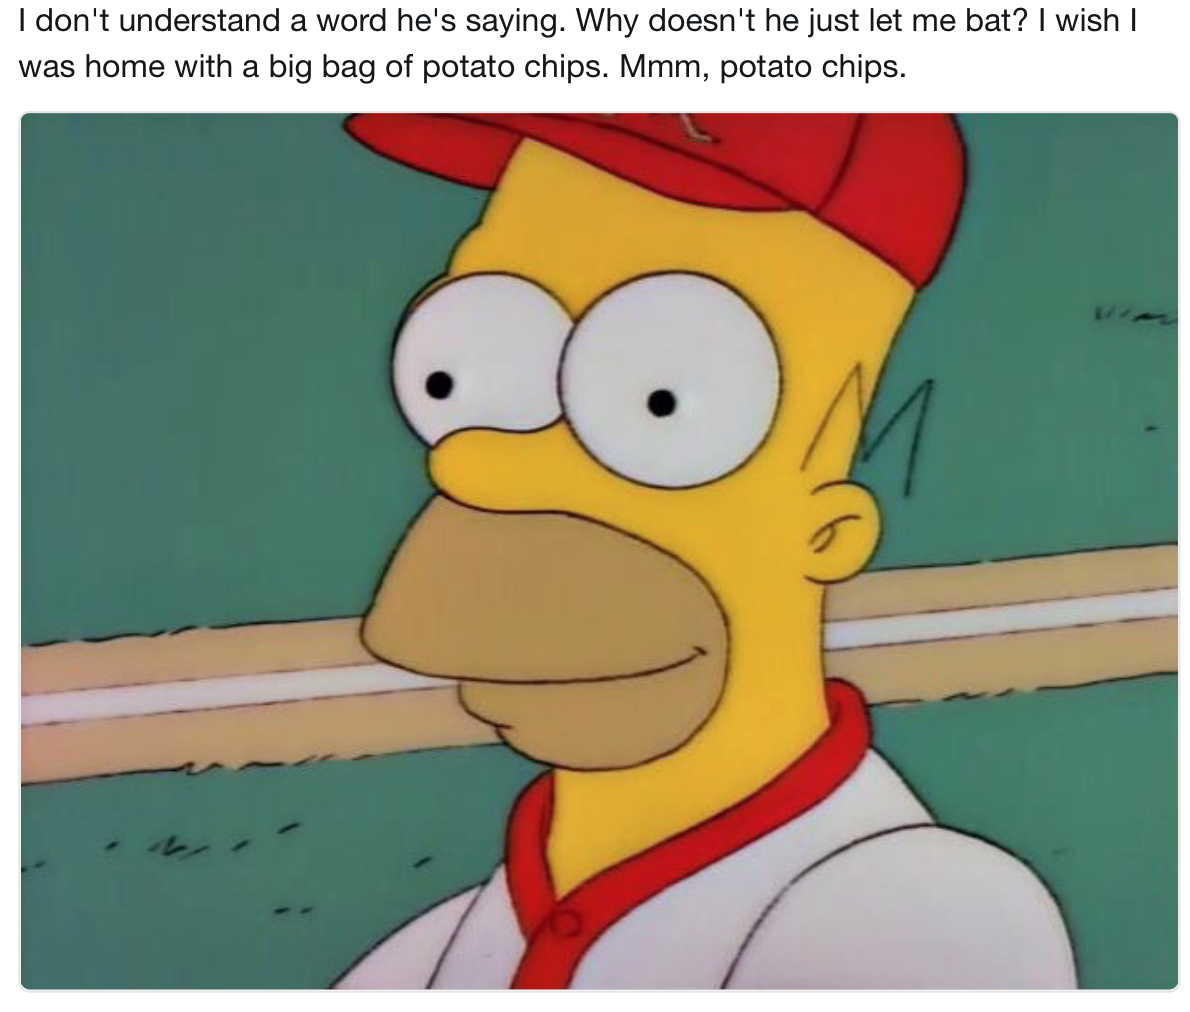 I don't understand a word he's saying. Why doesn't he just let me bat? I wish I
was home with a big bag of potato chips. Mmm, potato chips.